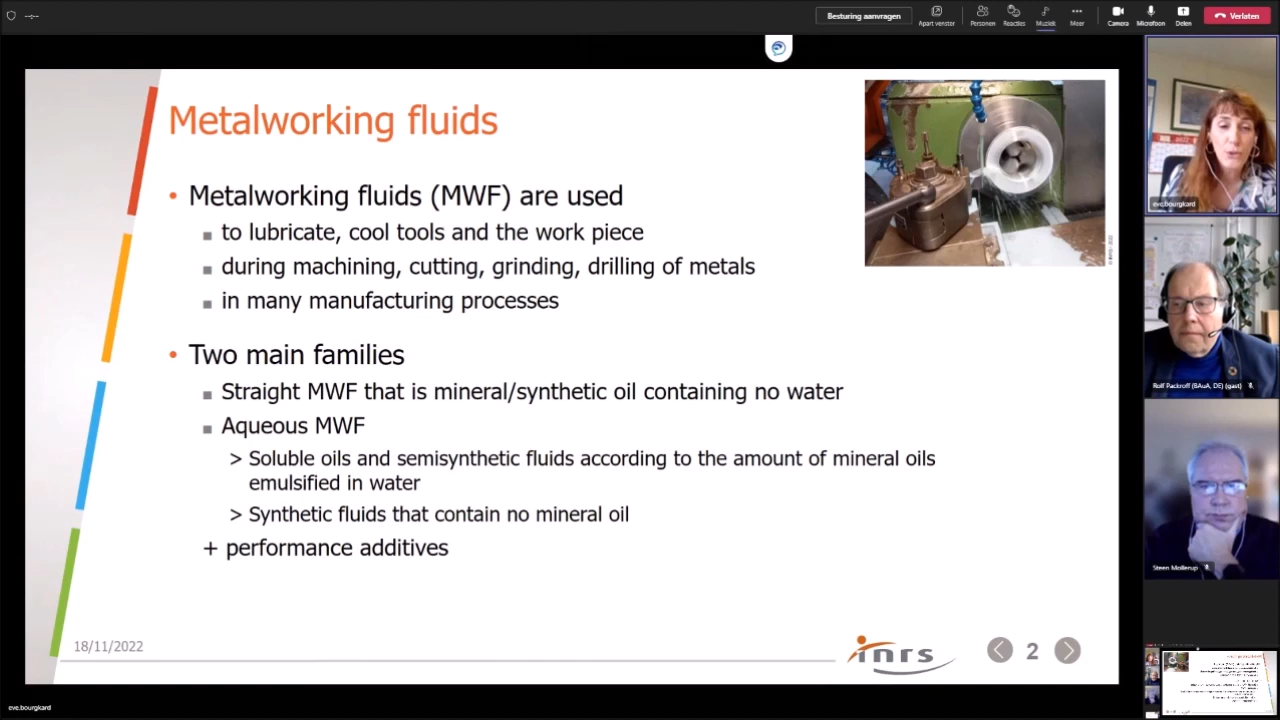 Besturing aanvragen
Apart venster
Personen
Reacties
Muziek
Meer
Camera
Microfoon
Delen
Verlaten
Metalworking fluids
• Metalworking fluids (MWF) are used
to lubricate, cool tools and the work piece
during machining, cutting, grinding, drilling of metals
in many manufacturing processes
• Two main families
Straight MWF that is mineral/synthetic oil containing no water
Aqueous MWF
> Soluble oils and semisynthetic fluids according to the amount of mineral oils
emulsified in water
> Synthetic fluids that contain no mineral oil
+ performance additives
18/11/2022
inrs
2
eve.bourgkard
Rolf Packroff (BAuA, DE) (gast)
Steen Mollerup
eve.bourgkard